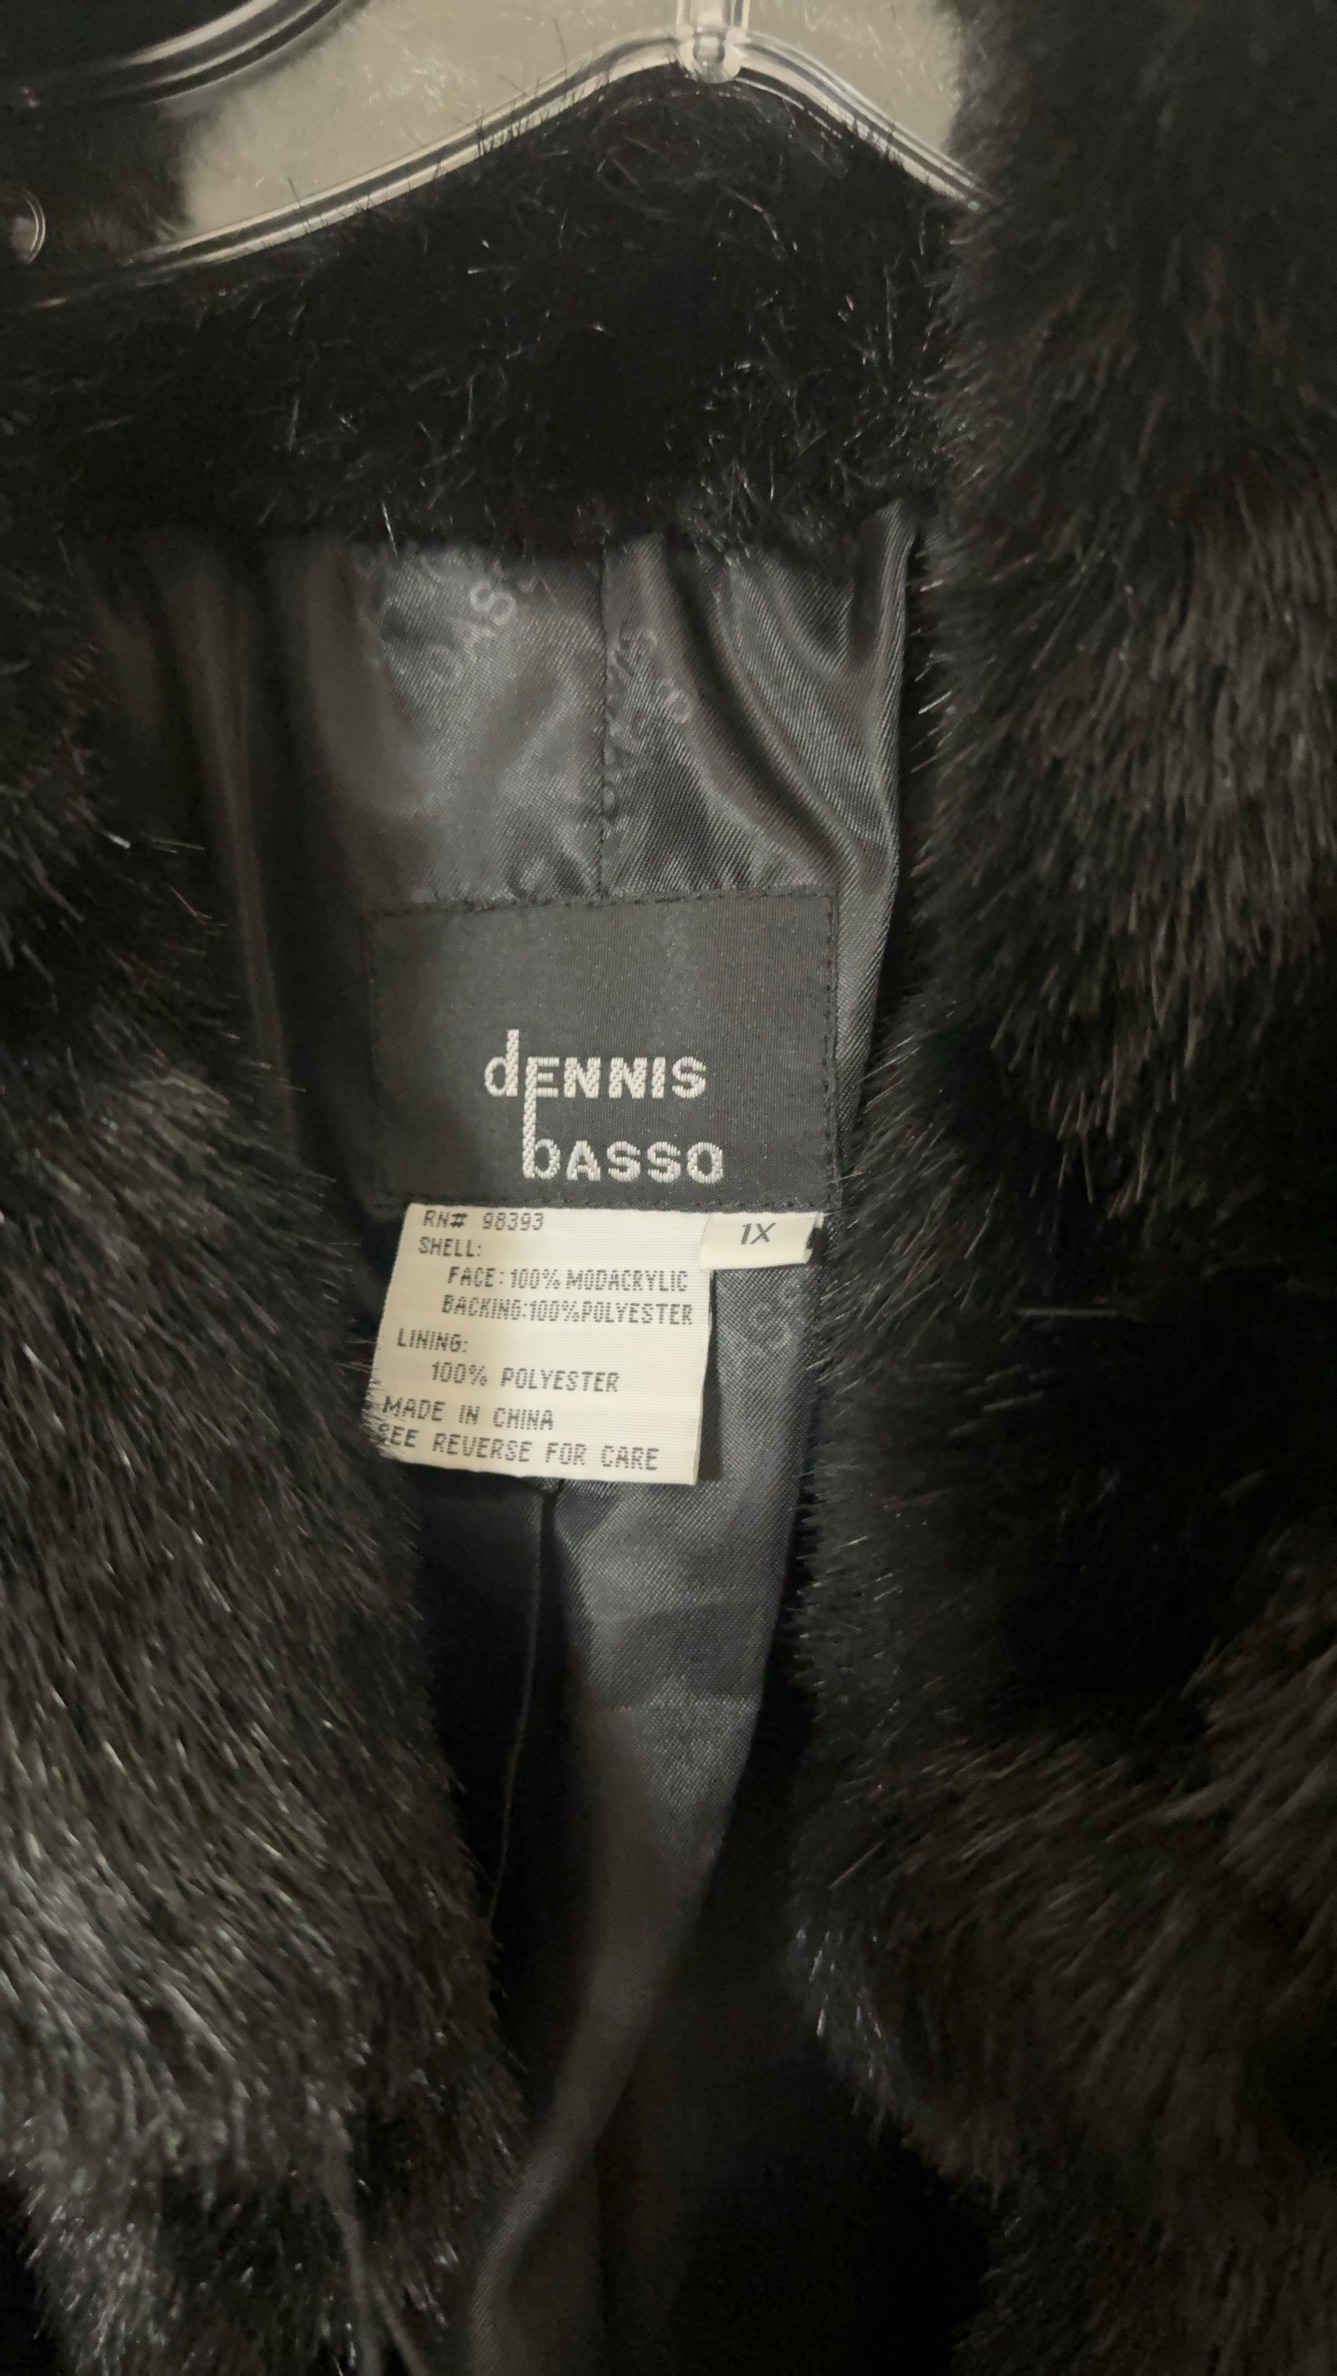 dENNIS
bASSO
RN# 98393
1X
SHELL:
FACE: 100% MODACRYLIC
BACKING:100%POLYESTER
LINING:
100% POLYESTER
MADE IN CHINA
SEE REVERSE FOR CARE